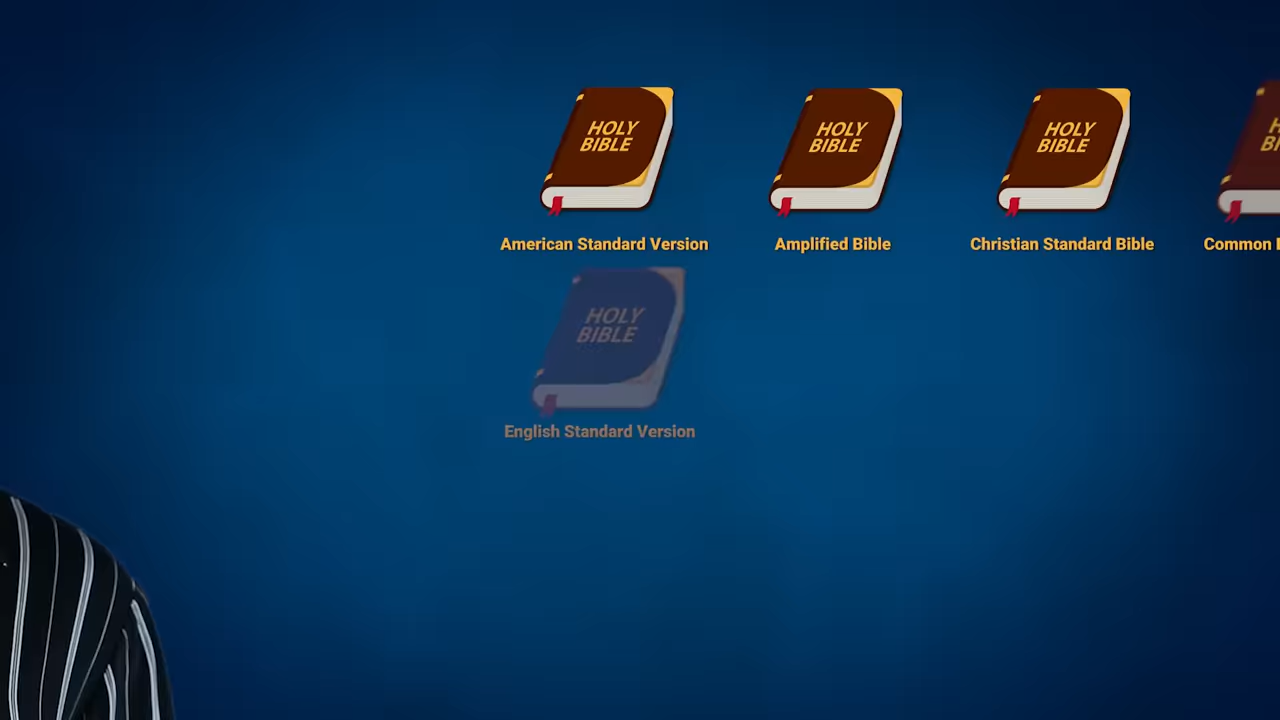 HOLY
BIBLE
HOLY
BIBLE
HOLY
BIBLE
American Standard Version
Amplified Bible
Christian Standard Bible
Common
HOLY
BIBLE
English Standard Version